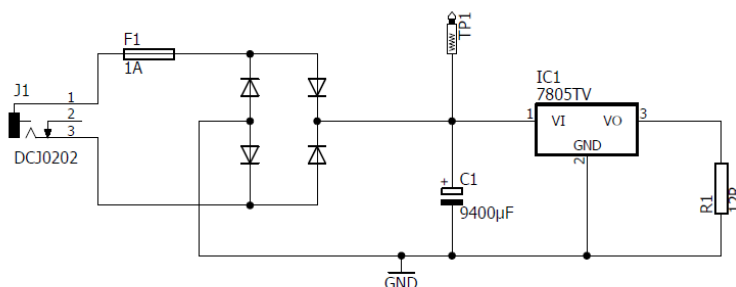 TP1
F1
1A
J1
1
2
3
DCJ0202
IC1
7805TV
1
VI
VO
3
GND
2
+
C1
9400µF
R1
12R
GND